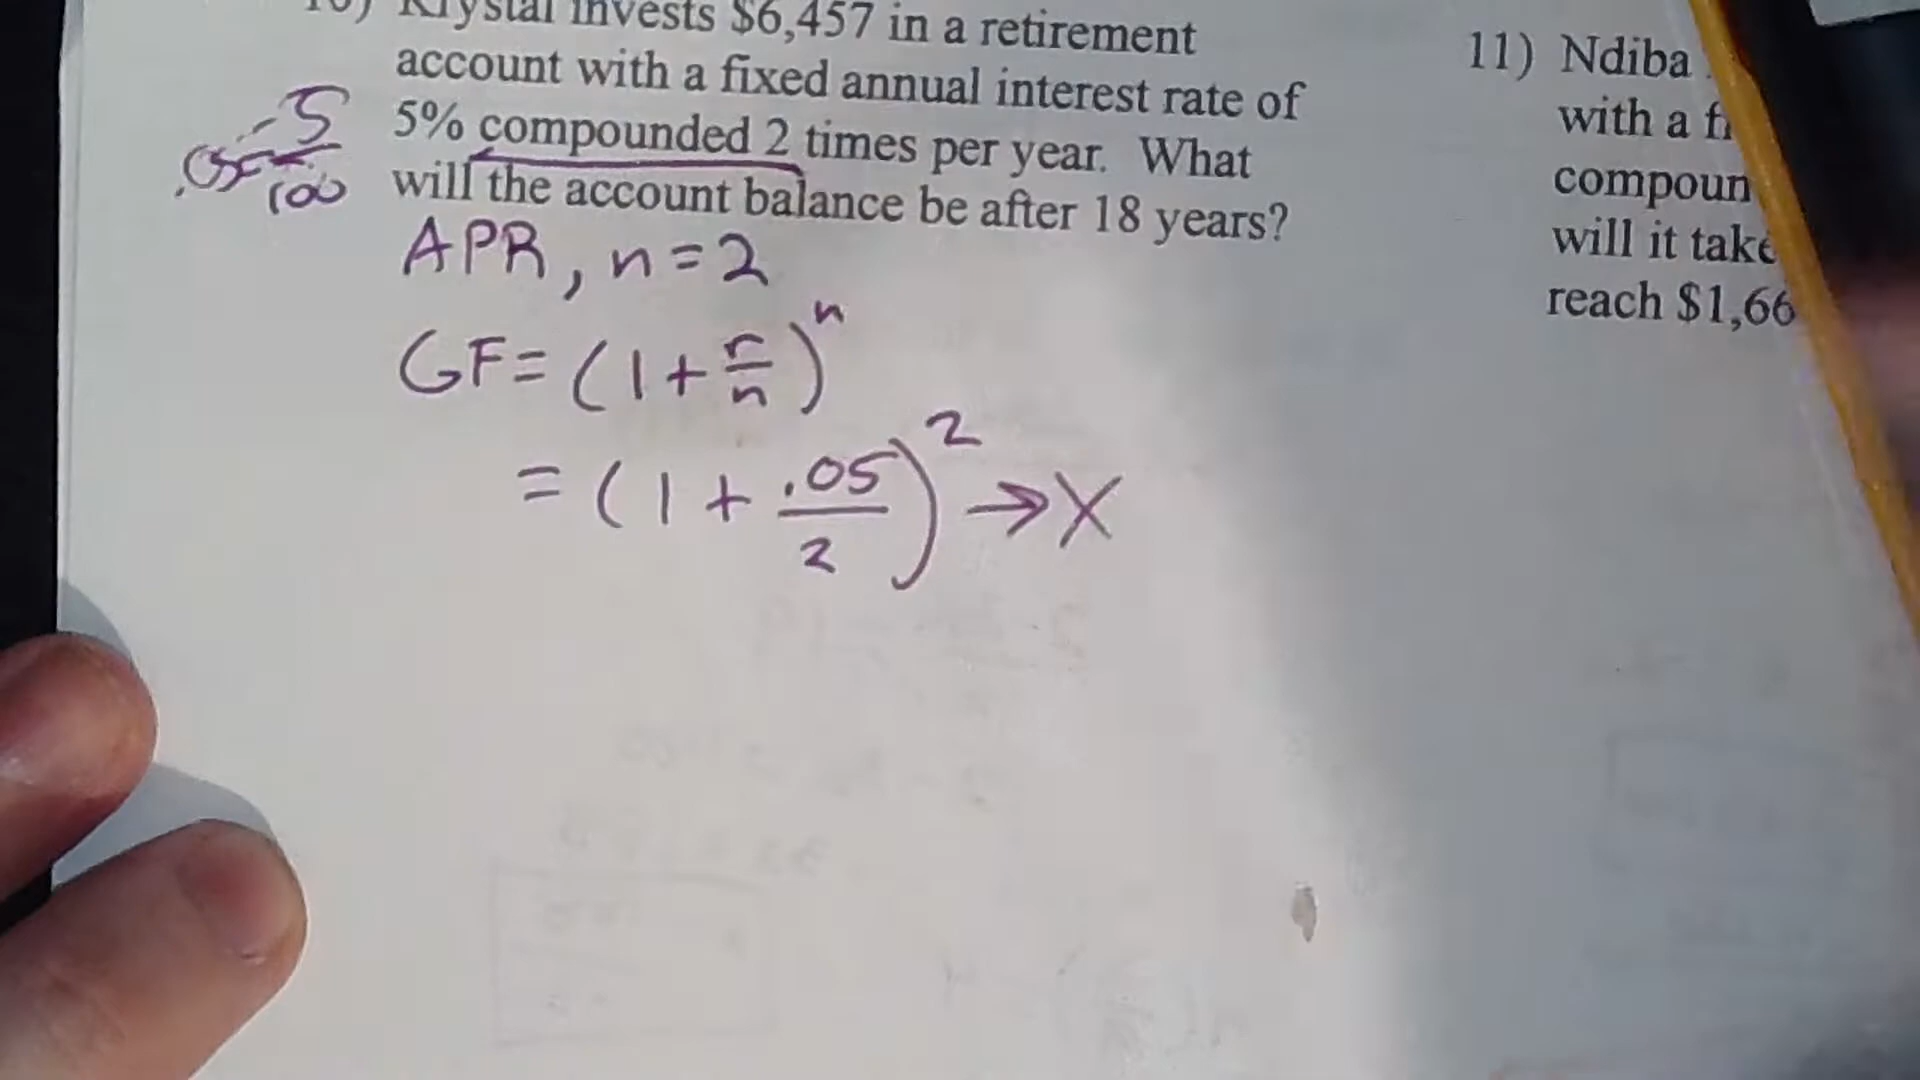 Krystal invests $6,457 in a retirement
account with a fixed annual interest rate of
5% compounded 2 times per year. What
will the account balance be after 18 years?
.05 = 5/100
APR, n = 2
GF = (1 + r/n)^n
= (1 + .05/2)^2 → X
11) Ndiba
with a fi
compoun
will it take
reach $1,66